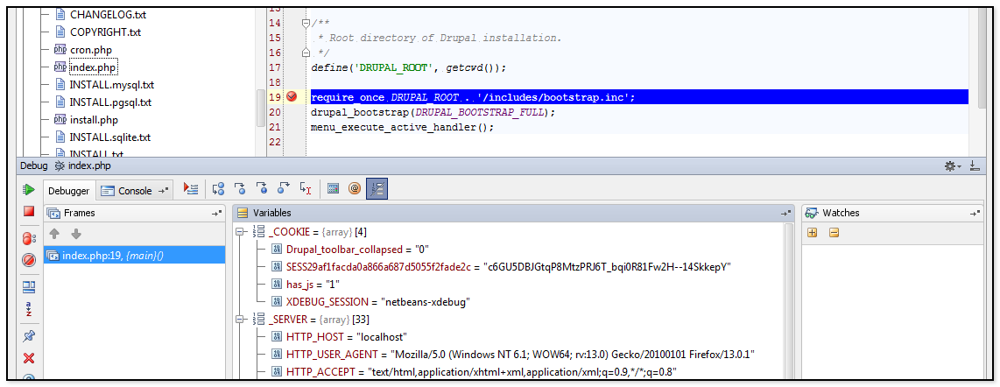 CHANGELOG.txt
COPYRIGHT.txt
cron.php
index.php
INSTALL.mysql.txt
INSTALL.pgsql.txt
install.php
INSTALL.sqlite.txt
INSTALL.txt
14 /**
15 * Root directory of Drupal installation.
16 */
17 define('DRUPAL_ROOT', getcwd());
18
19 require_once DRUPAL_ROOT . '/includes/bootstrap.inc';
20 drupal_bootstrap(DRUPAL_BOOTSTRAP_FULL);
21 menu_execute_active_handler();
22
Debug index.php
Debugger Console
Frames
index.php:19, {main}()
Variables
_COOKIE = {array} [4]
Drupal_toolbar_collapsed = "0"
SESS29af1facda0a866a687d5055f2fade2c = "c6GU5DBJGtqP8MtzPRJ6T_bqi0R81Fw2H--14SkkepY"
has_js = "1"
XDEBUG_SESSION = "netbeans-xdebug"
_SERVER = {array} [33]
HTTP_HOST = "localhost"
HTTP_USER_AGENT = "Mozilla/5.0 (Windows NT 6.1; WOW64; rv:13.0) Gecko/20100101 Firefox/13.0.1"
HTTP_ACCEPT = "text/html,application/xhtml+xml,application/xml;q=0.9,*/*;q=0.8"
Watches